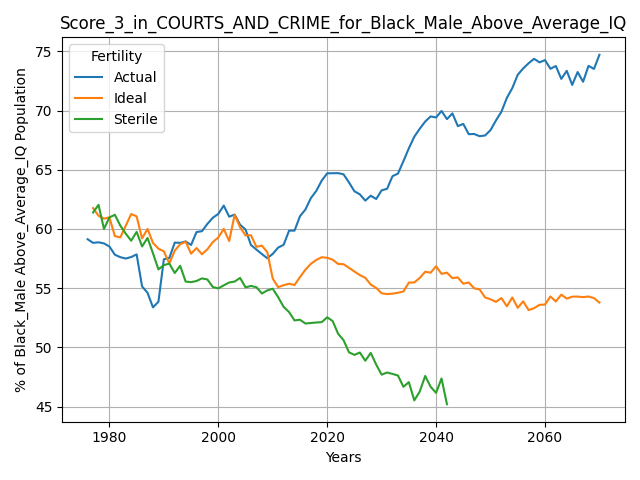 Score_3_in_COURTS_AND_CRIME_for_Black_Male_Above_Average_IQ
% of Black_Male Above_Average_IQ Population
75
70
65
60
55
50
45
Fertility
Actual
Ideal
Sterile
1980
2000
2020
2040
2060
Years